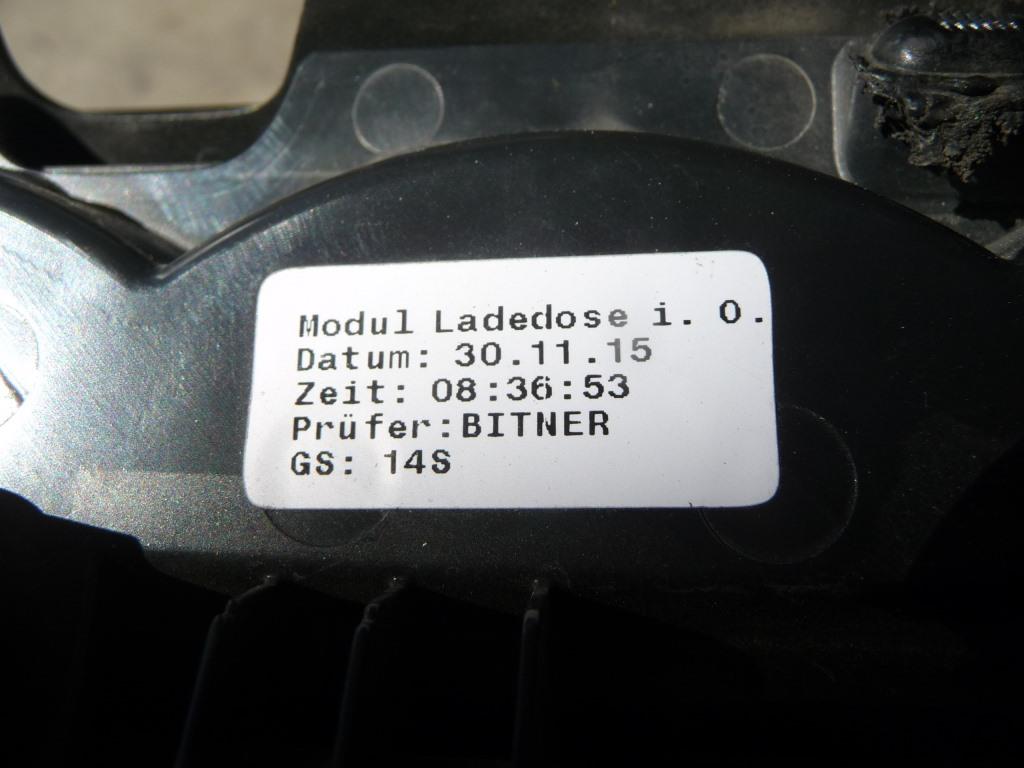 Modul Ladedose i. O.
Datum: 30.11.15
Zeit: 08:36:53
Prüfer:BITNER
GS: 14S